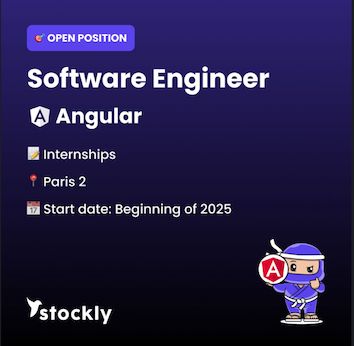 OPEN POSITION
Software Engineer
Angular
Internships
Paris 2
Start date: Beginning of 2025
stockly